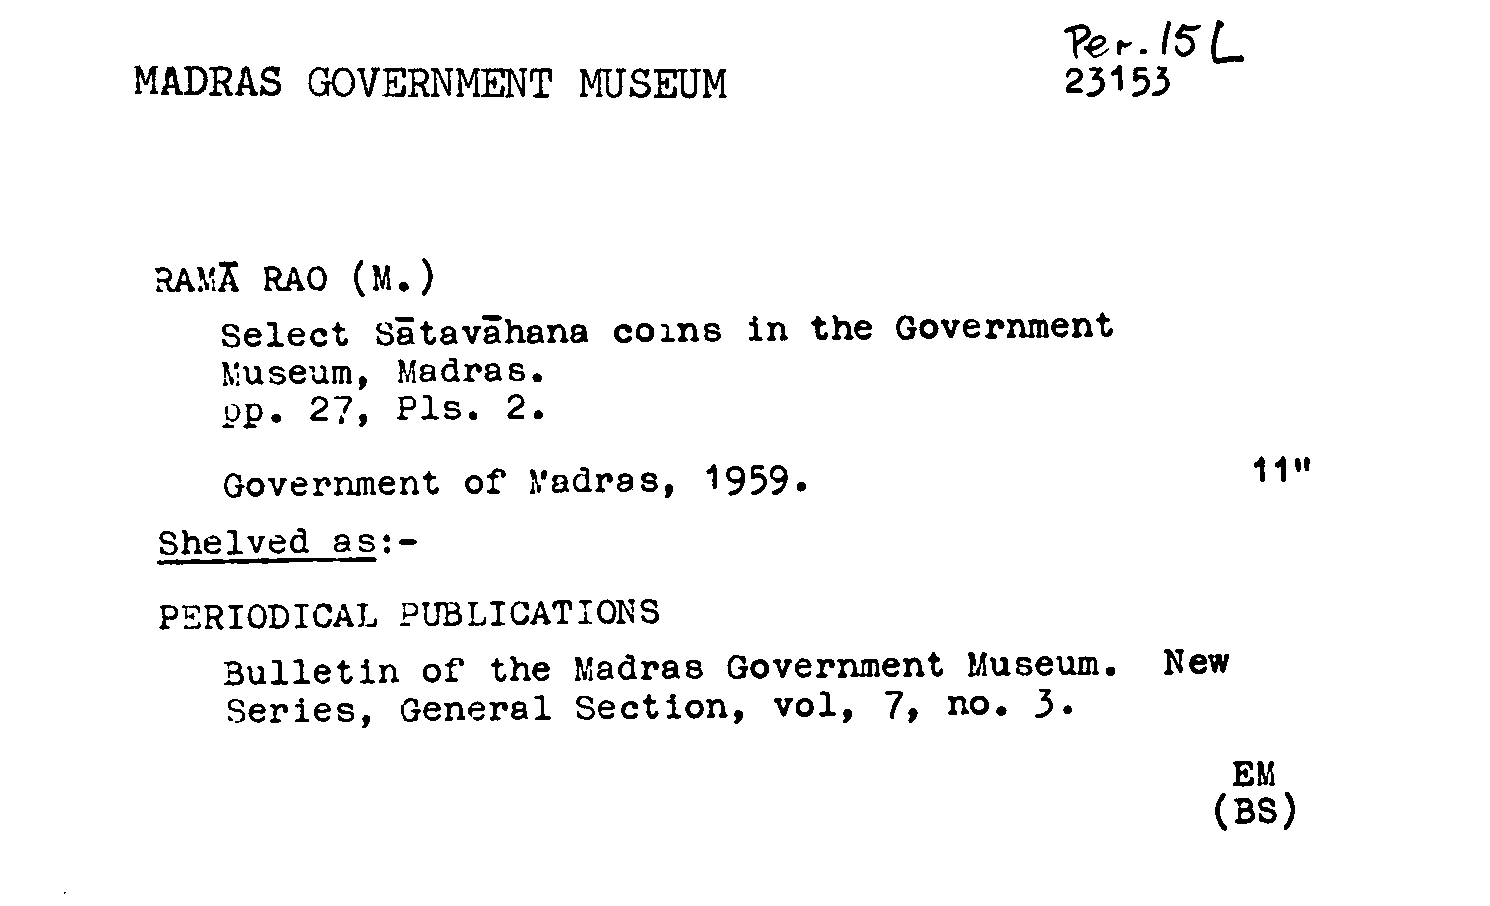 Per. 15 L
MADRAS GOVERNMENT MUSEUM 23153
RAMĀ RAO (M.)
Select Sātavāhana coins in the Government
Museum, Madras.
pp. 27, Pls. 2.
Government of Madras, 1959. 11"
Shelved as:-
PERIODICAL PUBLICATIONS
Bulletin of the Madras Government Museum. New
Series, General Section, vol, 7, no. 3.
EM
(BS)